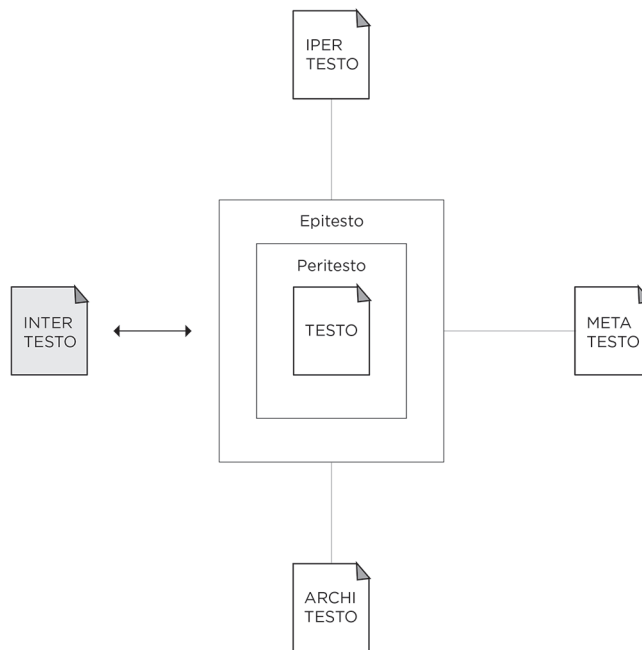 IPER
TESTO
Epitesto
Peritesto
INTER
TESTO
TESTO
META
TESTO
ARCHI
TESTO